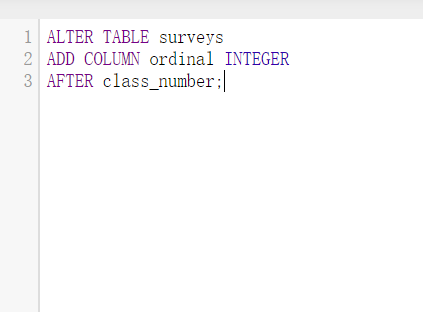 1 ALTER TABLE surveys
2 ADD COLUMN ordinal INTEGER
3 AFTER class_number;